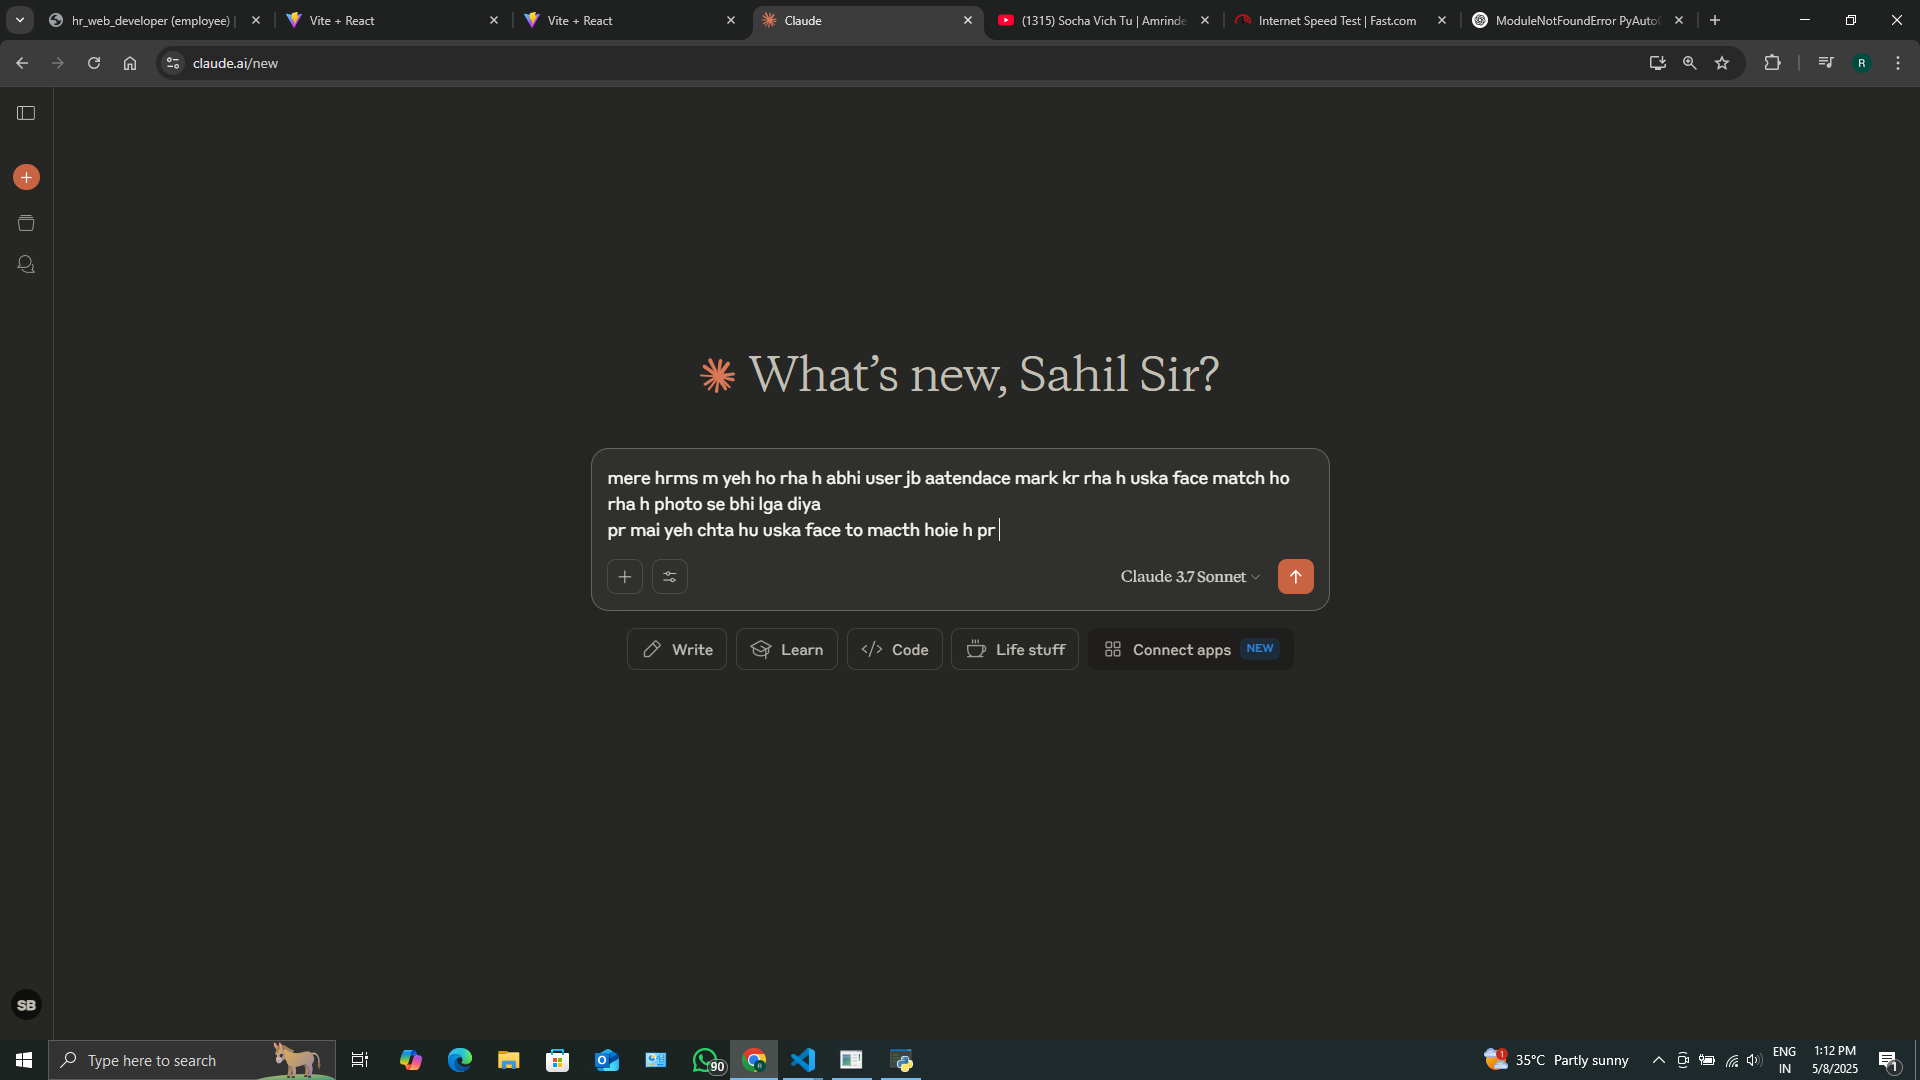 hr_web_developer (employee) |
Vite + React
Vite + React
Claude
(1315) Socha Vich Tu | Amrinde
Internet Speed Test | Fast.com
ModuleNotFoundError PyAuto
claude.ai/new
R
What's new, Sahil Sir?
mere hrms m yeh ho rha h abhi user jb aatendace mark kr rha h uska face match ho
rha h photo se bhi lga diya
pr mai yeh chta hu uska face to macth hoie h pr
Claude 3.7 Sonnet
Write
Learn
Code
Life stuff
Connect apps NEW
SB
Type here to search
90
1
35°C Partly sunny
ENG
IN
1:12 PM
5/8/2025
1